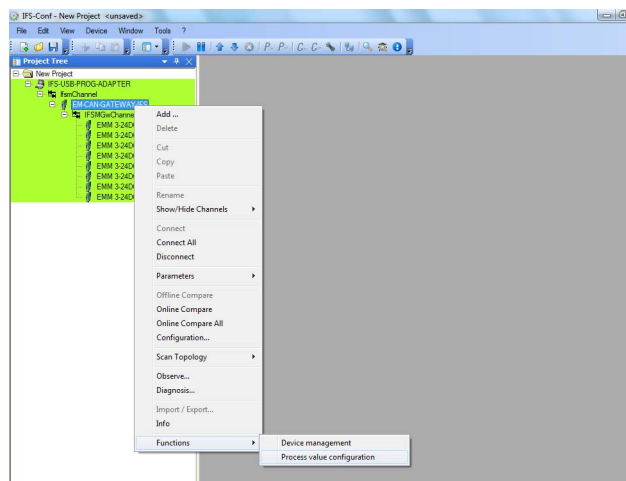 IFS-Conf - New Project <unsaved>
File Edit View Device Window Tools ?
Project Tree
New Project
IFS-USB-PROG-ADAPTER
IfsmChannel
EM-CAN-GATEWAY-IFS
IFSMGwChanne
EMM 3-24D
EMM 3-24D
EMM 3-24D
EMM 3-24D
EMM 3-24D
EMM 3-24D
EMM 3-24D
EMM 3-24D
Add ...
Delete
Cut
Copy
Paste
Rename
Show/Hide Channels
Connect
Connect All
Disconnect
Parameters
Offline Compare
Online Compare
Online Compare All
Configuration...
Scan Topology
Observe...
Diagnosis...
Import / Export...
Info
Functions
Device management
Process value configuration